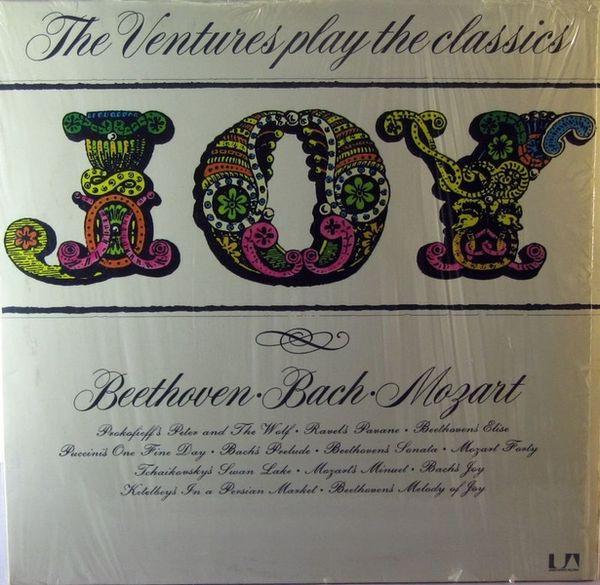 The Ventures play the classics
JOY
Beethoven · Bach · Mozart
Prokofieff's Peter and The Wolf · Ravel's Pavane · Beethoven's Elise
Puccini's One Fine Day · Bach's Prelude · Beethoven's Sonata · Mozart Forty
Tchaikovsky's Swan Lake · Mozart's Minuet · Bach's Joy
Ketelbey's In a Persian Market · Beethoven's Melody of Joy
UA